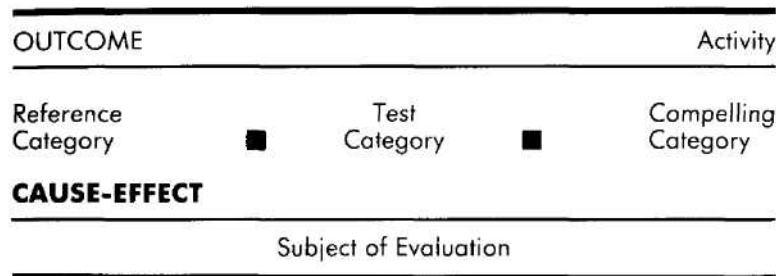 OUTCOME Activity
Reference Test Compelling
Category ■ Category ■ Category
CAUSE-EFFECT
Subject of Evaluation